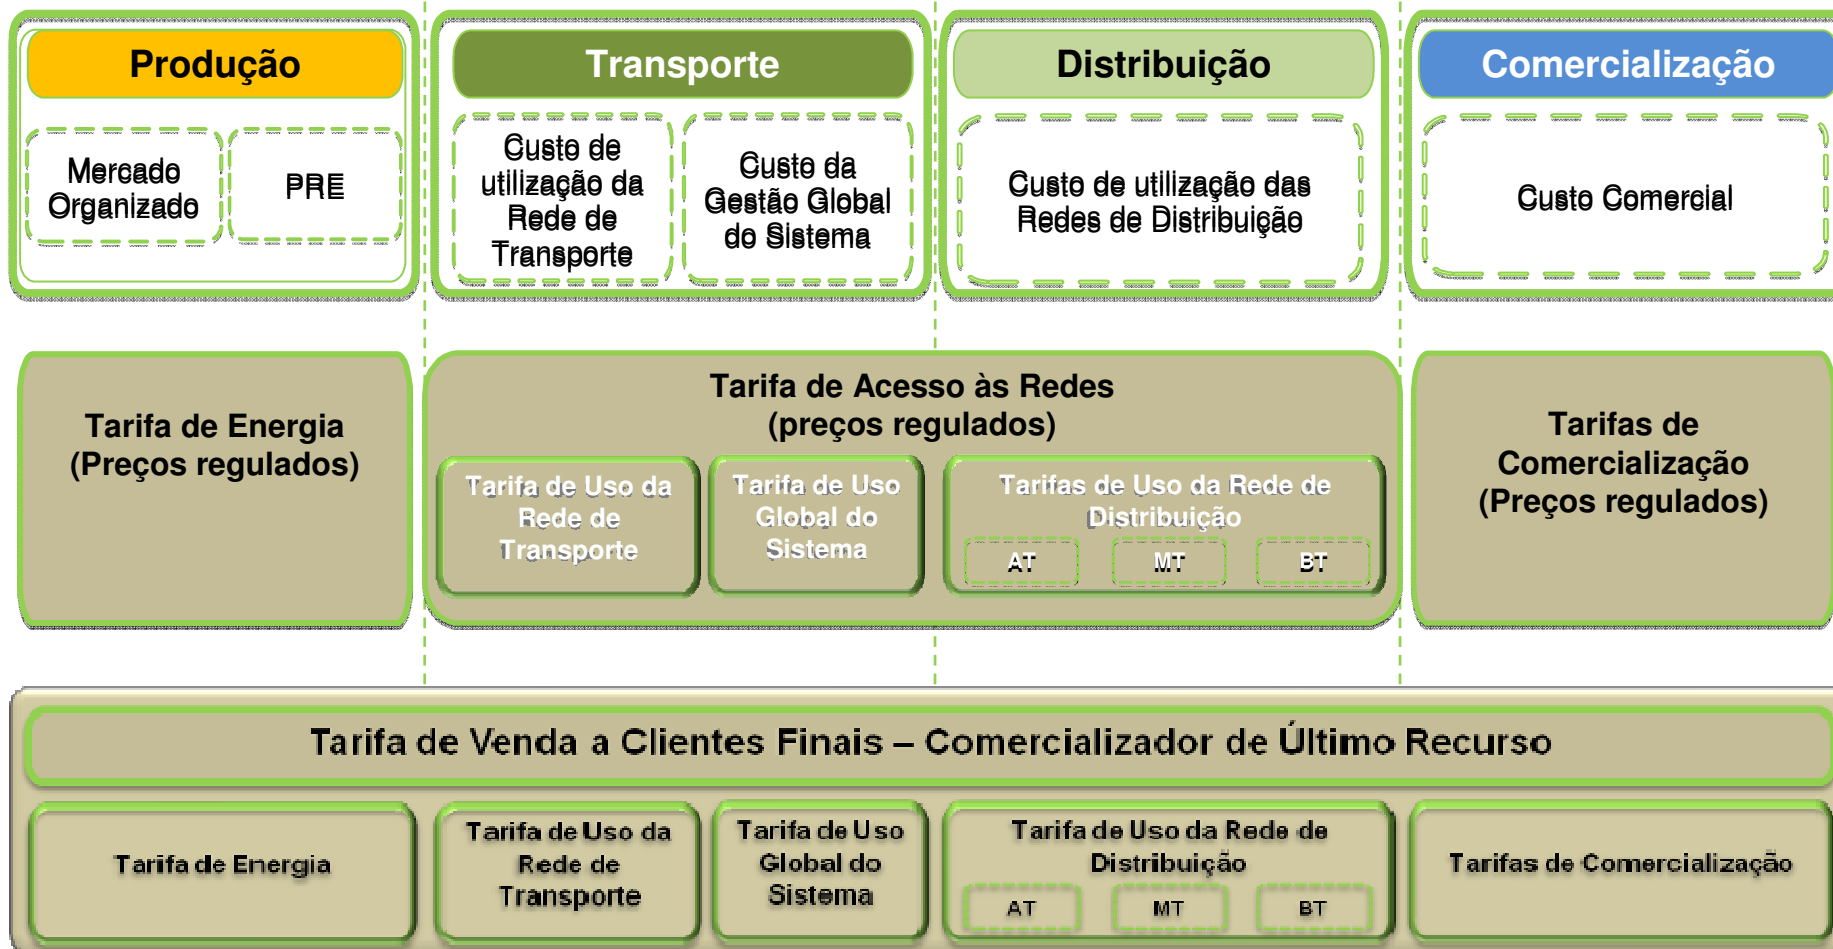 Produção
Transporte
Distribuição
Comercialização
Mercado
Organizado
PRE
Custo de
utilização da
Rede de
Transporte
Custo da
Gestão Global
do Sistema
Custo de utilização das
Redes de Distribuição
Custo Comercial
Tarifa de Energia
(Preços regulados)
Tarifa de Acesso às Redes
(preços regulados)
Tarifa de Uso da
Rede de
Transporte
Tarifa de Uso
Global do
Sistema
Tarifas de Uso da Rede de
Distribuição
AT
MT
BT
Tarifas de
Comercialização
(Preços regulados)
Tarifa de Venda a Clientes Finais – Comercializador de Último Recurso
Tarifa de Energia
Tarifa de Uso da
Rede de
Transporte
Tarifa de Uso
Global do
Sistema
Tarifa de Uso da Rede de
Distribuição
AT
MT
BT
Tarifas de Comercialização